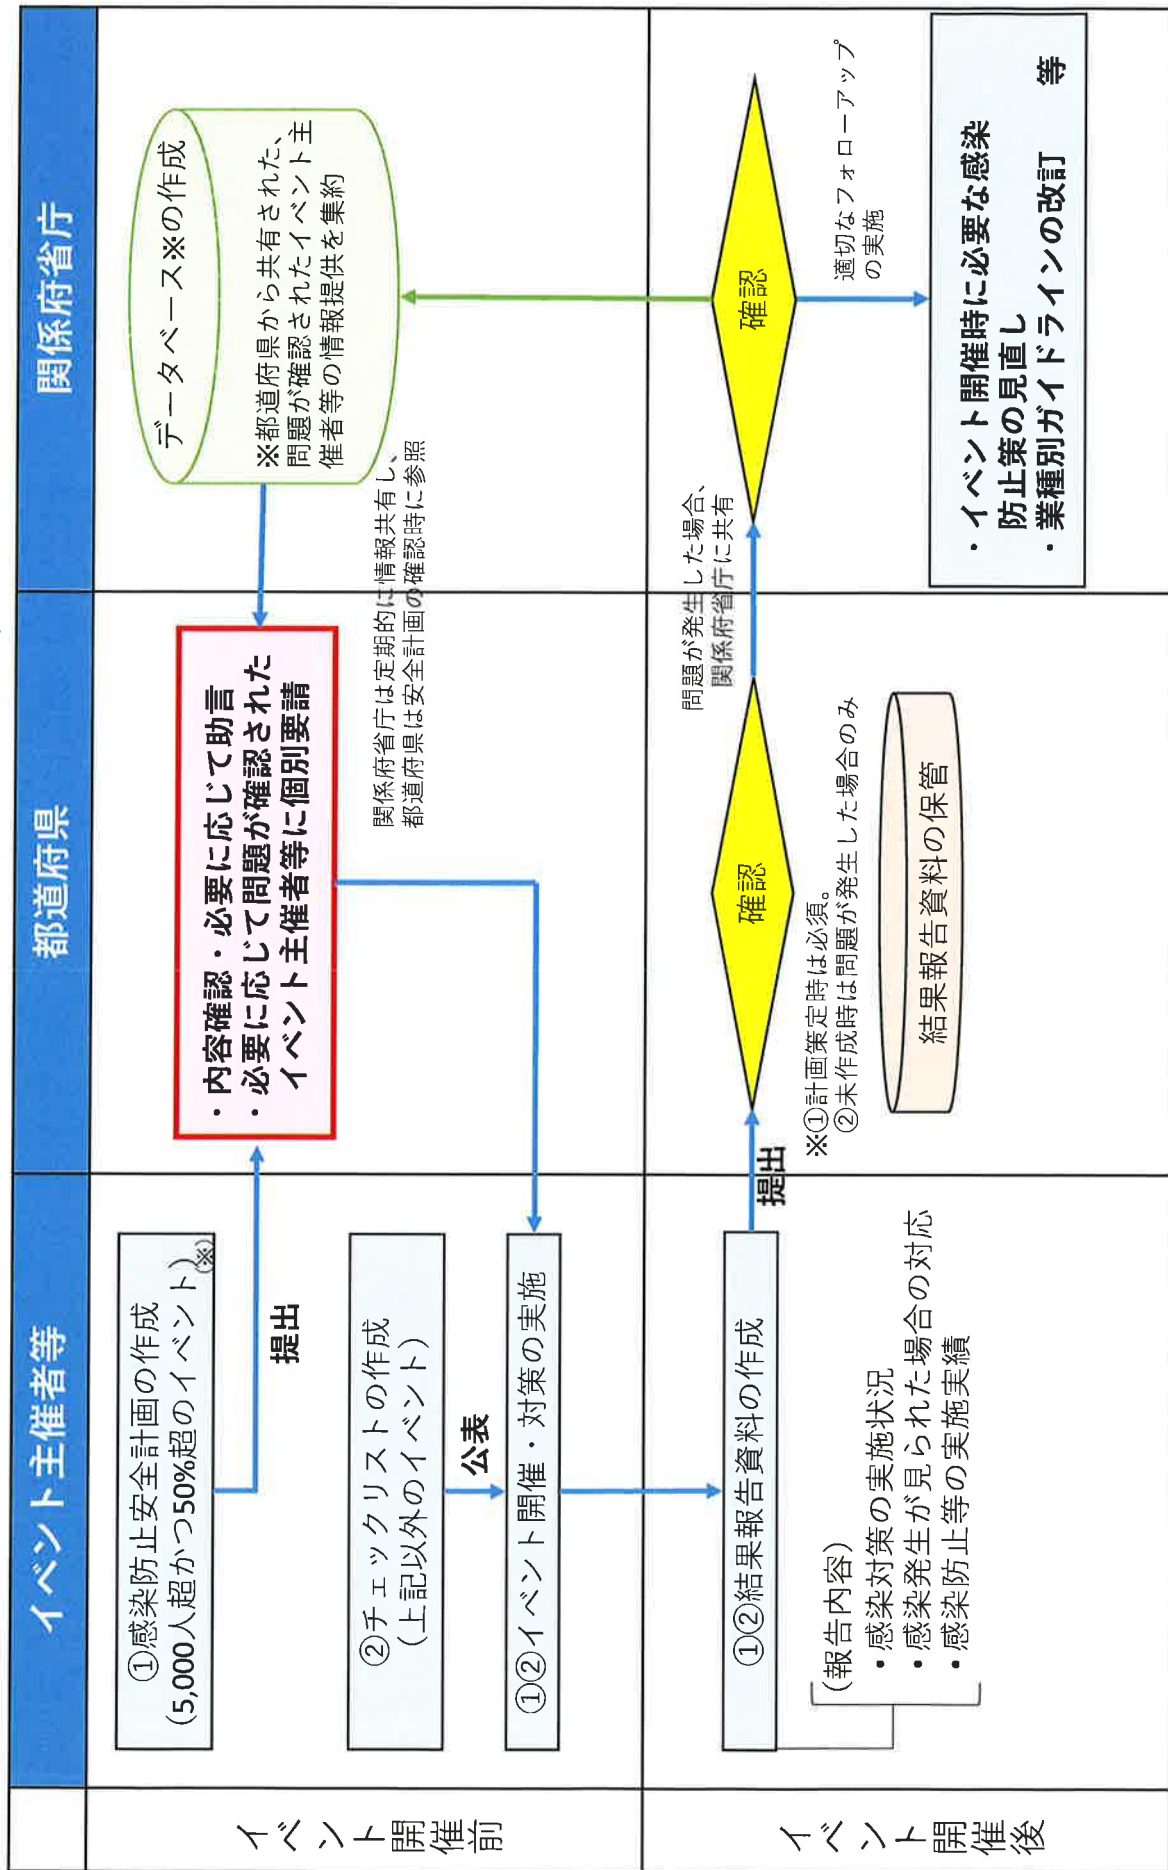 イベント主催者等
都道府県
関係府省庁
イベント開催前
①感染防止安全計画の作成
(5,000人超かつ50%超のイベント)(※)
提出
②チェックリストの作成
(上記以外のイベント)
公表
①②イベント開催・対策の実施
・内容確認・必要に応じて助言
・必要に応じて問題が確認された
イベント主催者等に個別要請
関係府省庁は定期的に情報共有し、
都道府県は安全計画の確認時に参照
データベース※の作成
※都道府県から共有された、
問題が確認されたイベント主
催者等の情報提供を集約
イベント開催後
①②結果報告資料の作成
(報告内容)
・感染対策の実施状況
・感染発生が見られた場合の対応
・感染防止等の実施実績
提出
確認
※①計画策定時は必須。
②未作成時は問題が発生した場合のみ
結果報告資料の保管
問題が発生した場合、
関係府省庁に共有
確認
適切なフォローアップ
の実施
・イベント開催時に必要な感染
防止策の見直し
・業種別ガイドラインの改訂 等